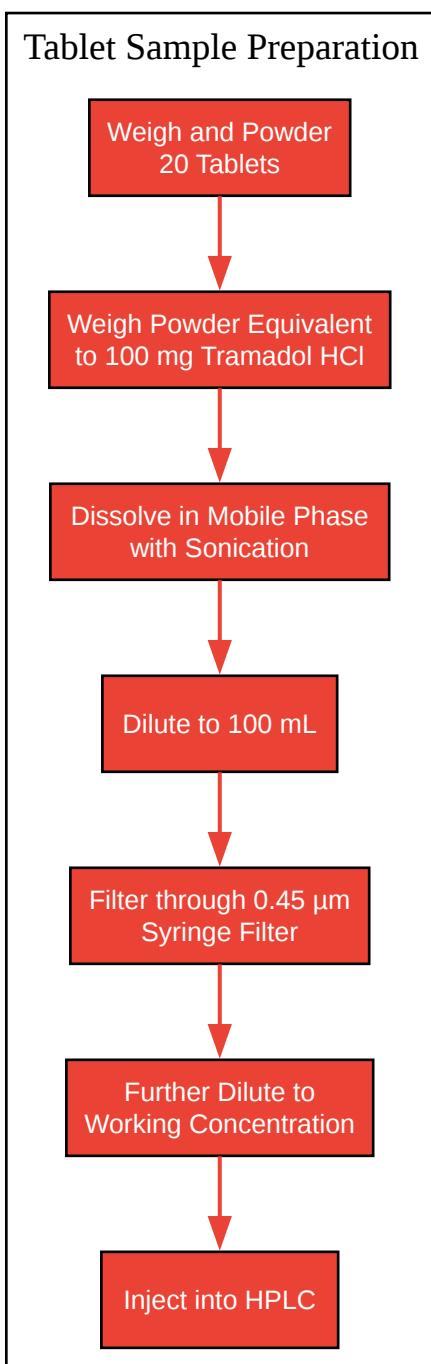 Tablet Sample Preparation
Weigh and Powder
20 Tablets
Weigh Powder Equivalent
to 100 mg Tramadol HCl
Dissolve in Mobile Phase
with Sonication
Dilute to 100 mL
Filter through 0.45 µm
Syringe Filter
Further Dilute to
Working Concentration
Inject into HPLC